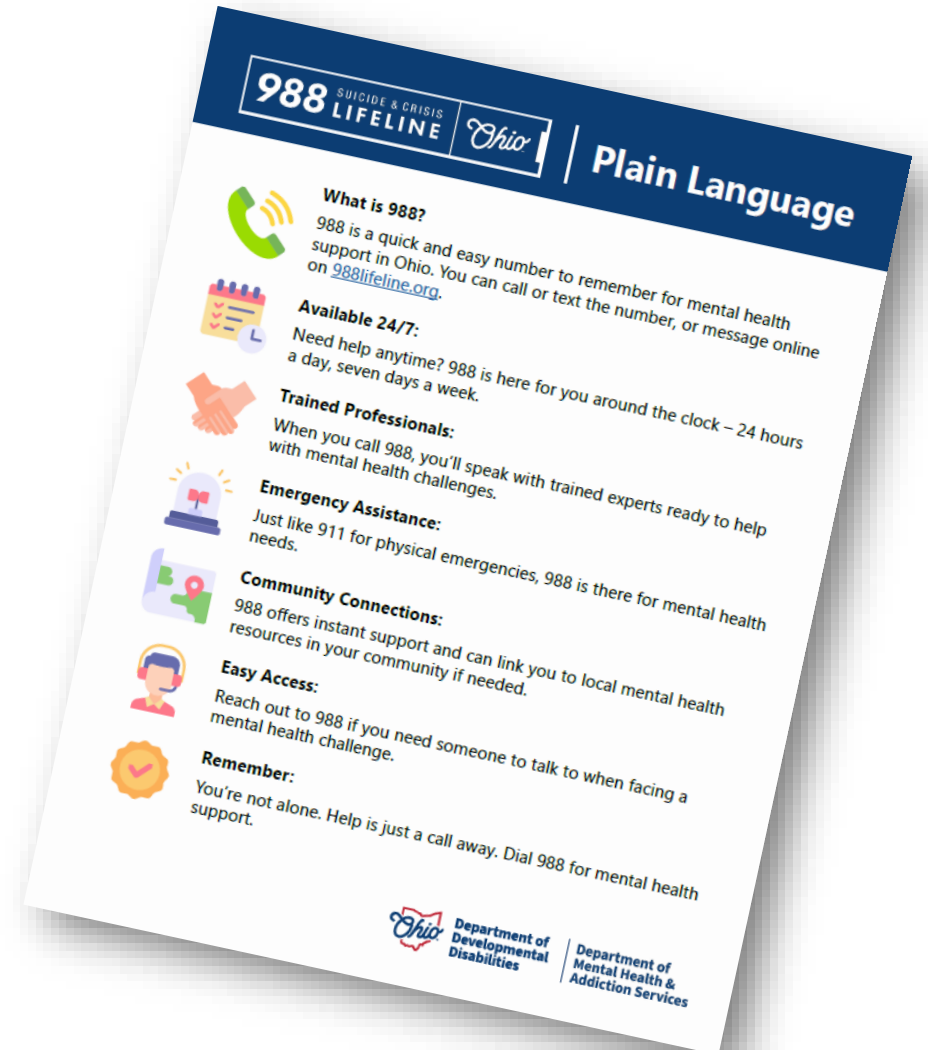 988 SUICIDE & CRISIS
LIFELINE
Ohio
Plain Language
What is 988?
988 is a quick and easy number to remember for mental health
support in Ohio. You can call or text the number, or message online
on 988lifeline.org.
Available 24/7:
Need help anytime? 988 is here for you around the clock – 24 hours
a day, seven days a week.
Trained Professionals:
When you call 988, you’ll speak with trained experts ready to help
with mental health challenges.
Emergency Assistance:
Just like 911 for physical emergencies, 988 is there for mental health
needs.
Community Connections:
988 offers instant support and can link you to local mental health
resources in your community if needed.
Easy Access:
Reach out to 988 if you need someone to talk to when facing a
mental health challenge.
Remember:
You’re not alone. Help is just a call away. Dial 988 for mental health
support.
Ohio
Department of
Developmental
Disabilities
Department of
Mental Health &
Addiction Services